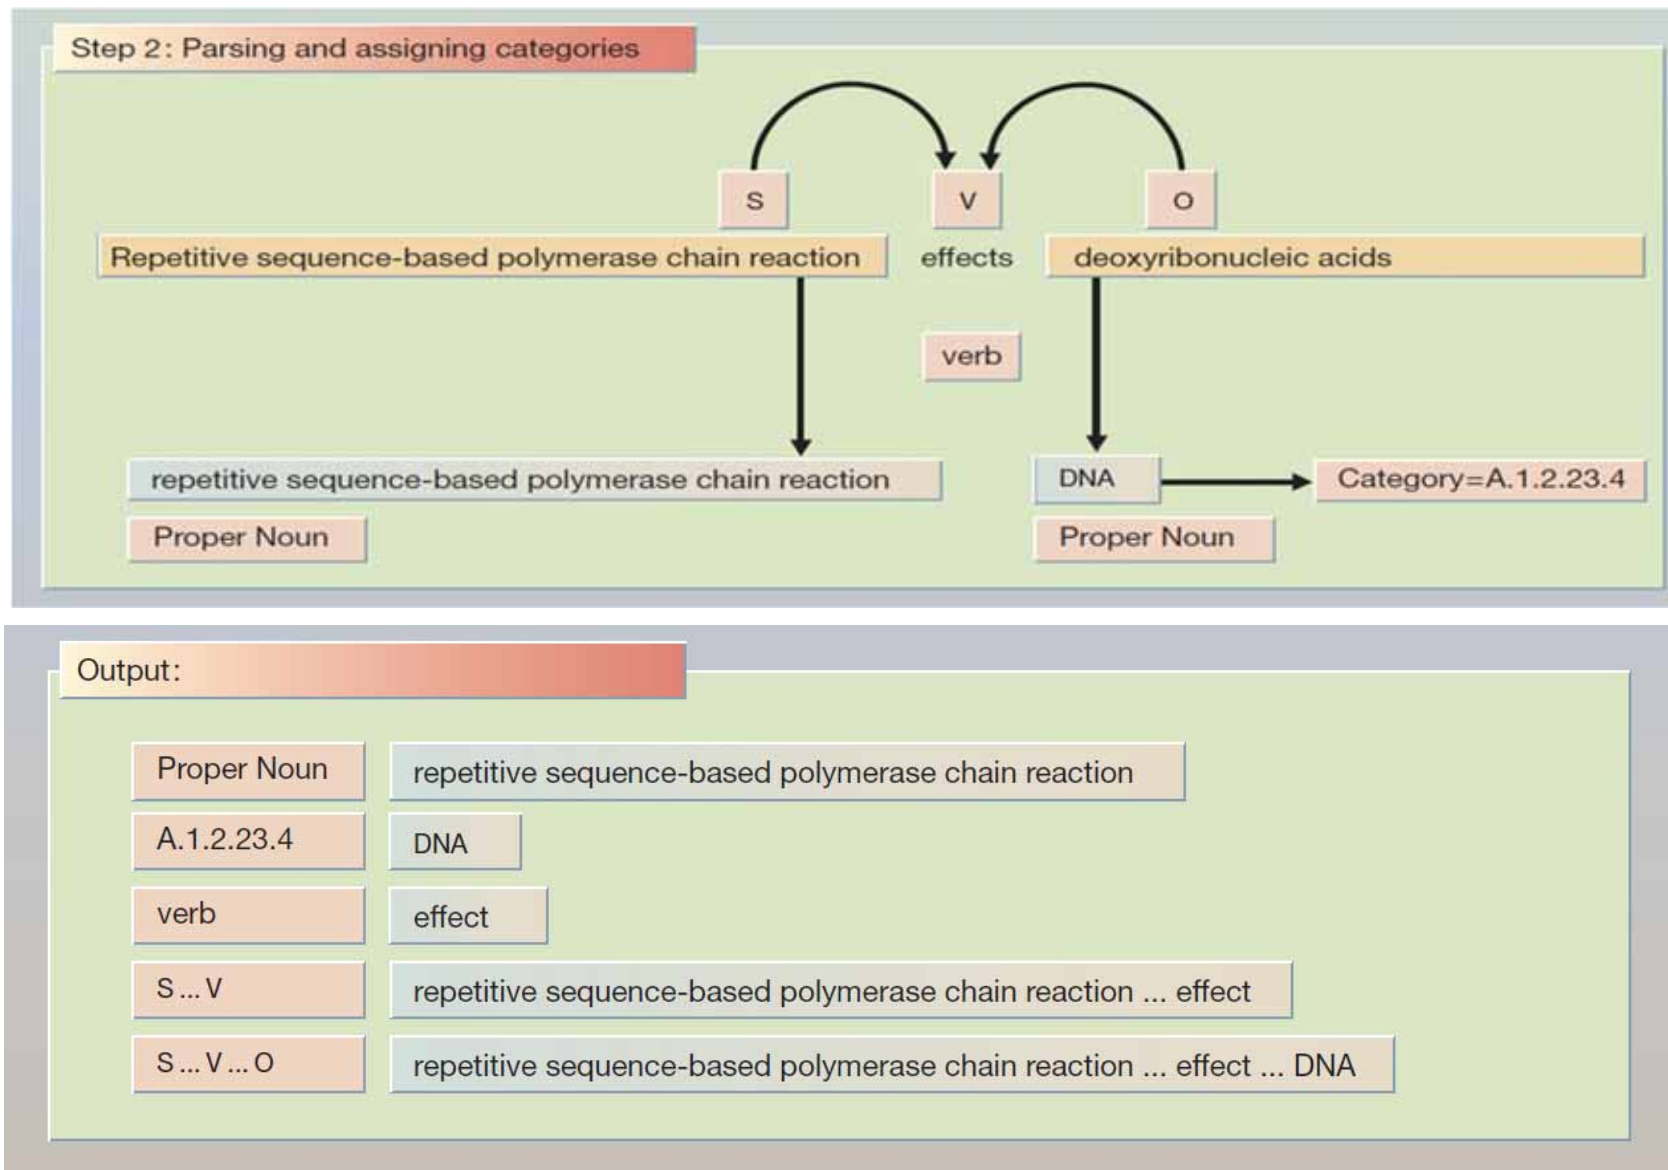 Step 2: Parsing and assigning categories
S
V
O
Repetitive sequence-based polymerase chain reaction
effects
deoxyribonucleic acids
verb
repetitive sequence-based polymerase chain reaction
DNA
Category=A.1.2.23.4
Proper Noun
Proper Noun
Output:
Proper Noun
repetitive sequence-based polymerase chain reaction
A.1.2.23.4
DNA
verb
effect
S ... V
repetitive sequence-based polymerase chain reaction ... effect
S ... V ... O
repetitive sequence-based polymerase chain reaction ... effect ... DNA